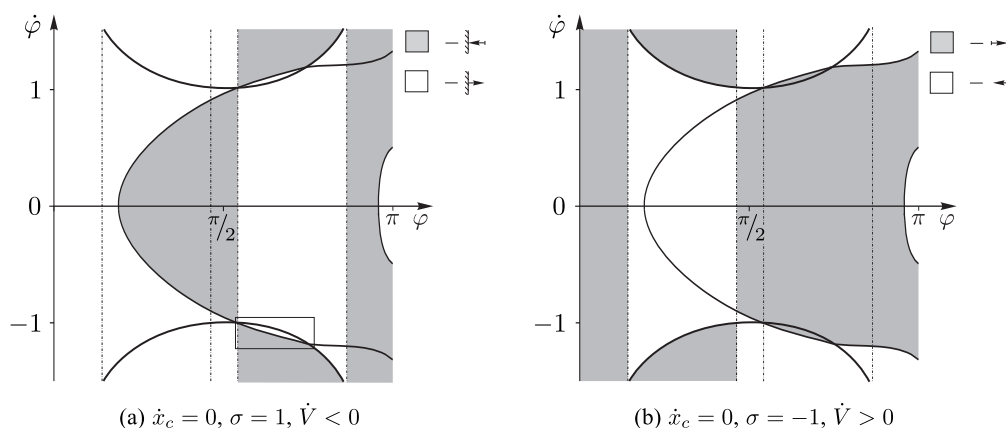 φ̇
1
0
−1
π/2
π
φ
(a) ẋ_c = 0, σ = 1, V̇ < 0
φ̇
1
0
−1
π/2
π
φ
(b) ẋ_c = 0, σ = −1, V̇ > 0